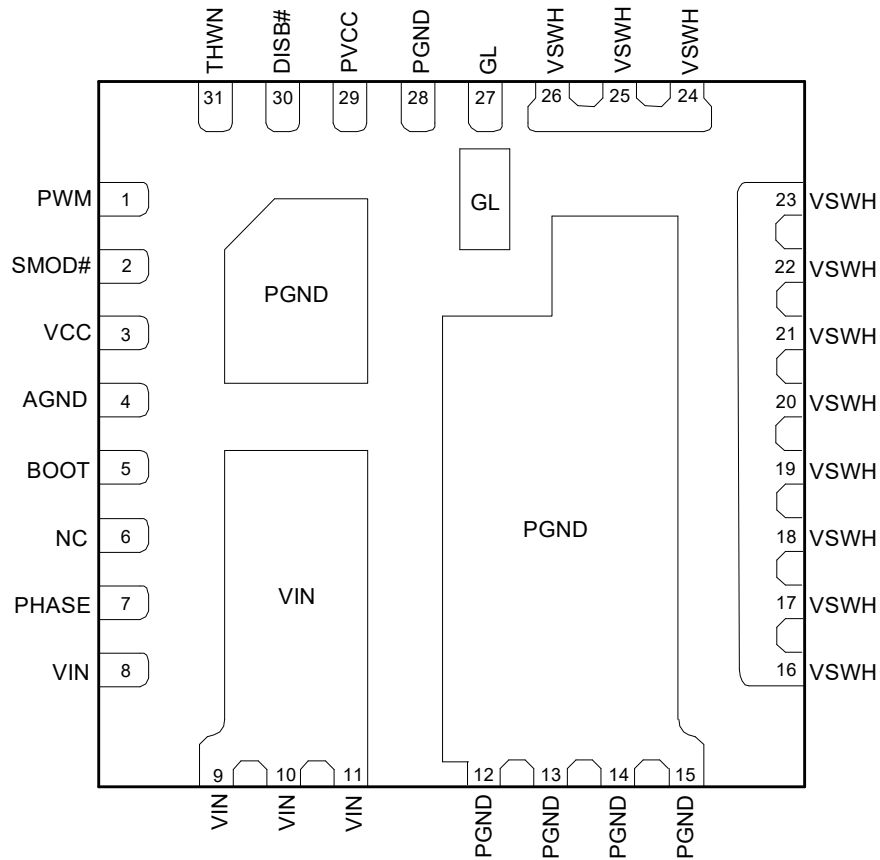 THWN
DISB#
PVCC
PGND
GL
VSWH
VSWH
VSWH
31
30
29
28
27
26
25
24
PWM
1
SMOD#
2
VCC
3
AGND
4
BOOT
5
NC
6
PHASE
7
VIN
8
GL
PGND
PGND
VIN
23 VSWH
22 VSWH
21 VSWH
20 VSWH
19 VSWH
18 VSWH
17 VSWH
16 VSWH
9
10
11
12
13
14
15
VIN
VIN
VIN
PGND
PGND
PGND
PGND